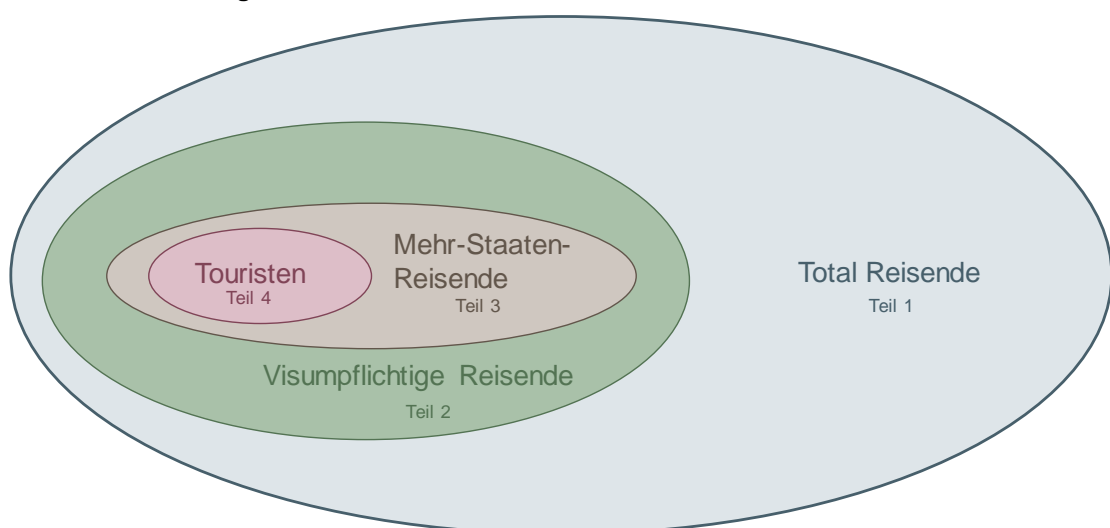 Mehr-Staaten-
Reisende
Teil 3
Touristen
Teil 4
Total Reisende
Teil 1
Visumpflichtige Reisende
Teil 2